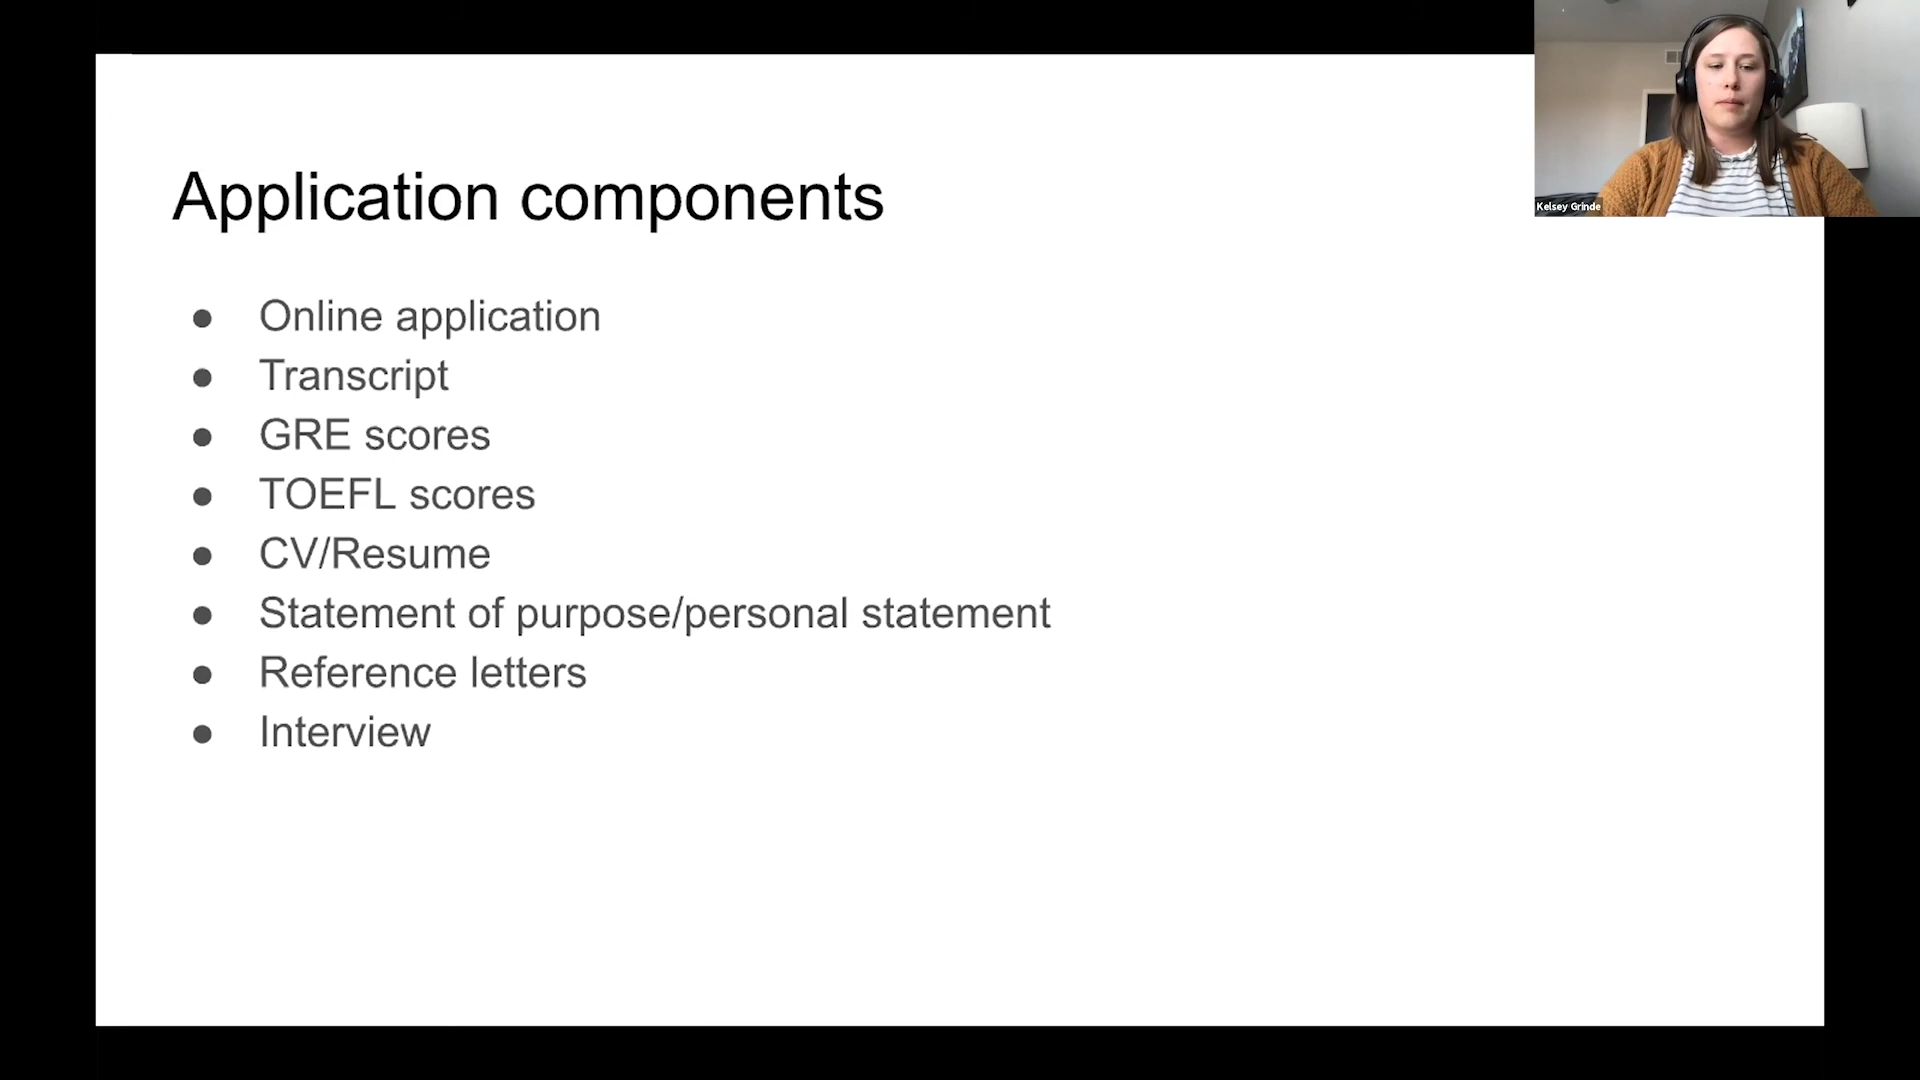 Application components
● Online application
● Transcript
● GRE scores
● TOEFL scores
● CV/Resume
● Statement of purpose/personal statement
● Reference letters
● Interview
Kelsey Grinde